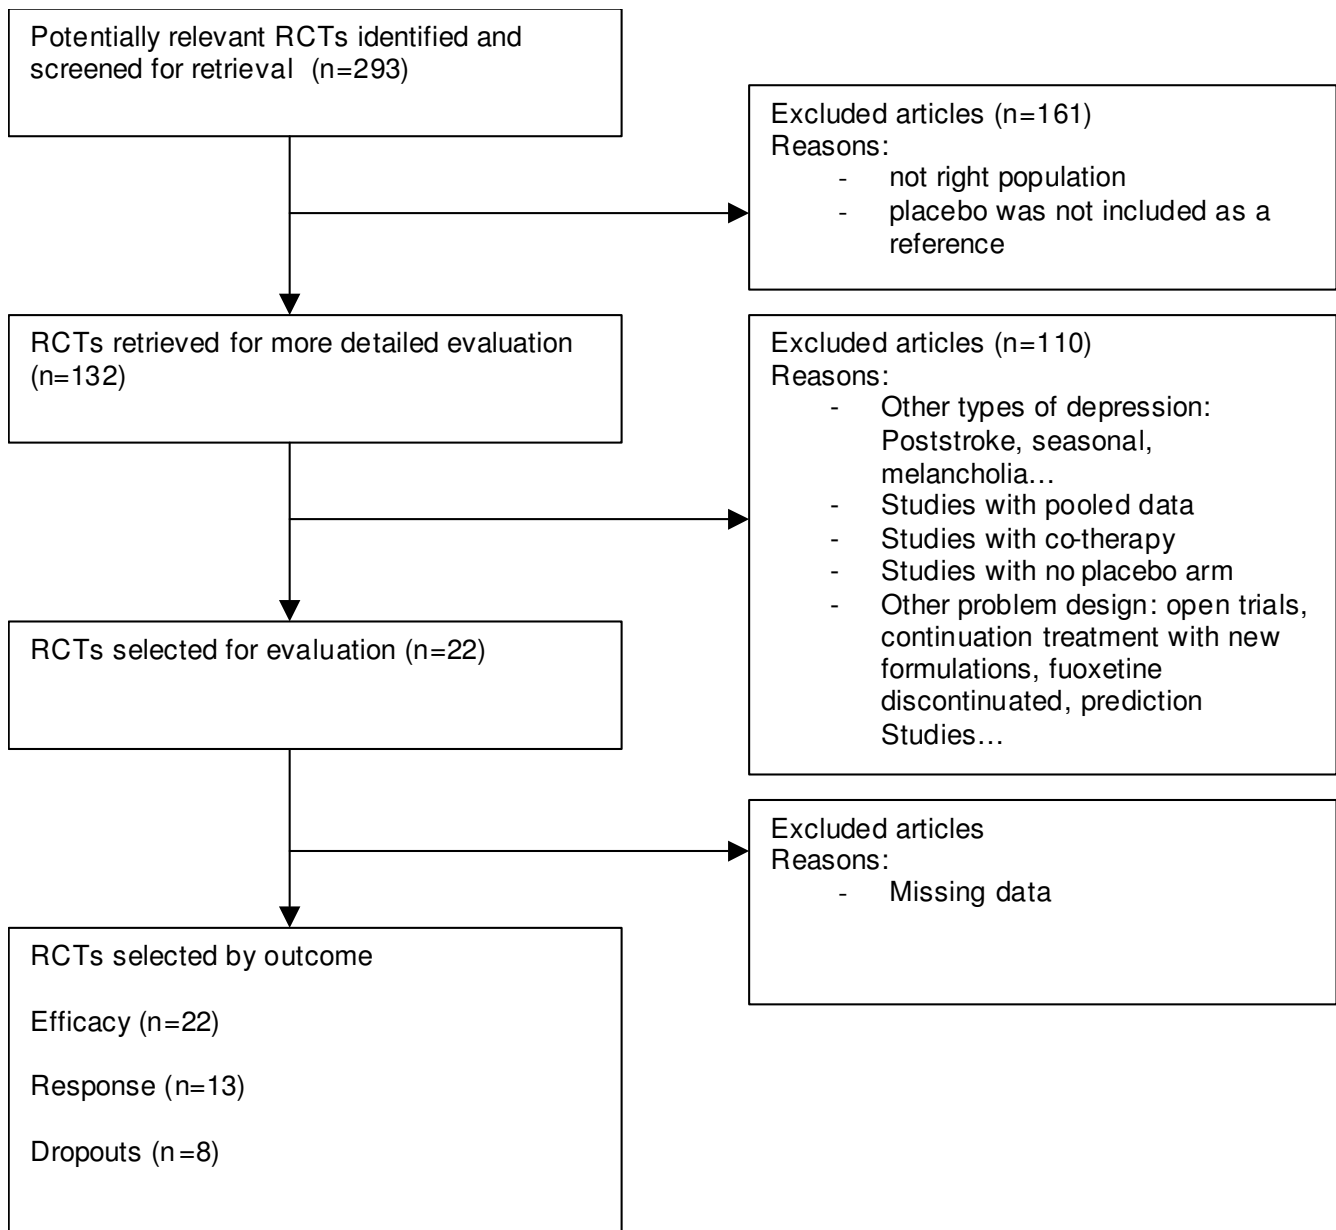 Potentially relevant RCTs identified and
screened for retrieval (n=293)
Excluded articles (n=161)
Reasons:
- not right population
- placebo was not included as a
reference
RCTs retrieved for more detailed evaluation
(n=132)
Excluded articles (n=110)
Reasons:
- Other types of depression:
Poststroke, seasonal,
melancholia…
- Studies with pooled data
- Studies with co-therapy
- Studies with no placebo arm
- Other problem design: open trials,
continuation treatment with new
formulations, fuoxetine
discontinuated, prediction
Studies…
RCTs selected for evaluation (n=22)
Excluded articles
Reasons:
- Missing data
RCTs selected by outcome
Efficacy (n=22)
Response (n=13)
Dropouts (n=8)